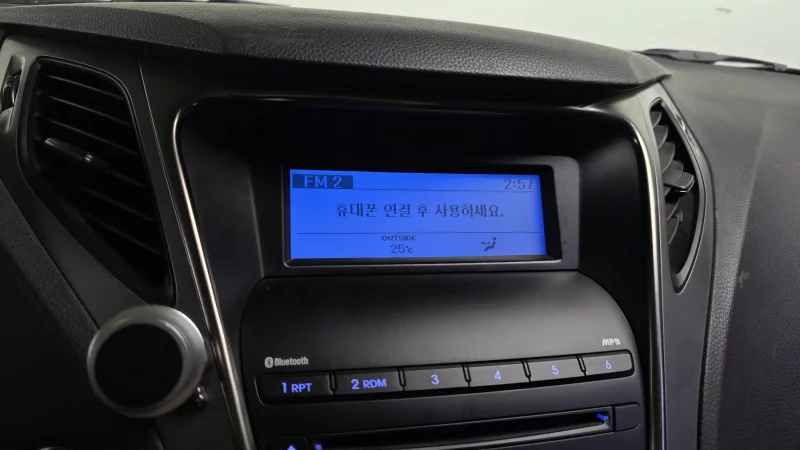 FM 2 2:57
휴대폰 연결 후 사용하세요.
OUTSIDE
25℃
Bluetooth MP3
1 RPT 2 RDM 3 4 5 6